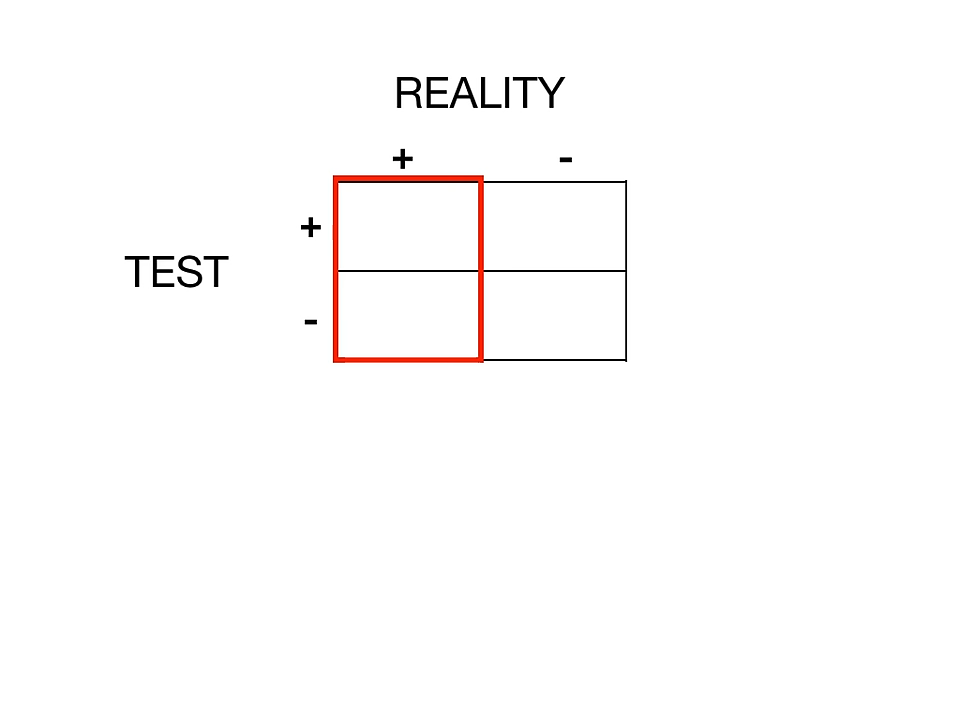 REALITY
+ -
+
TEST
-